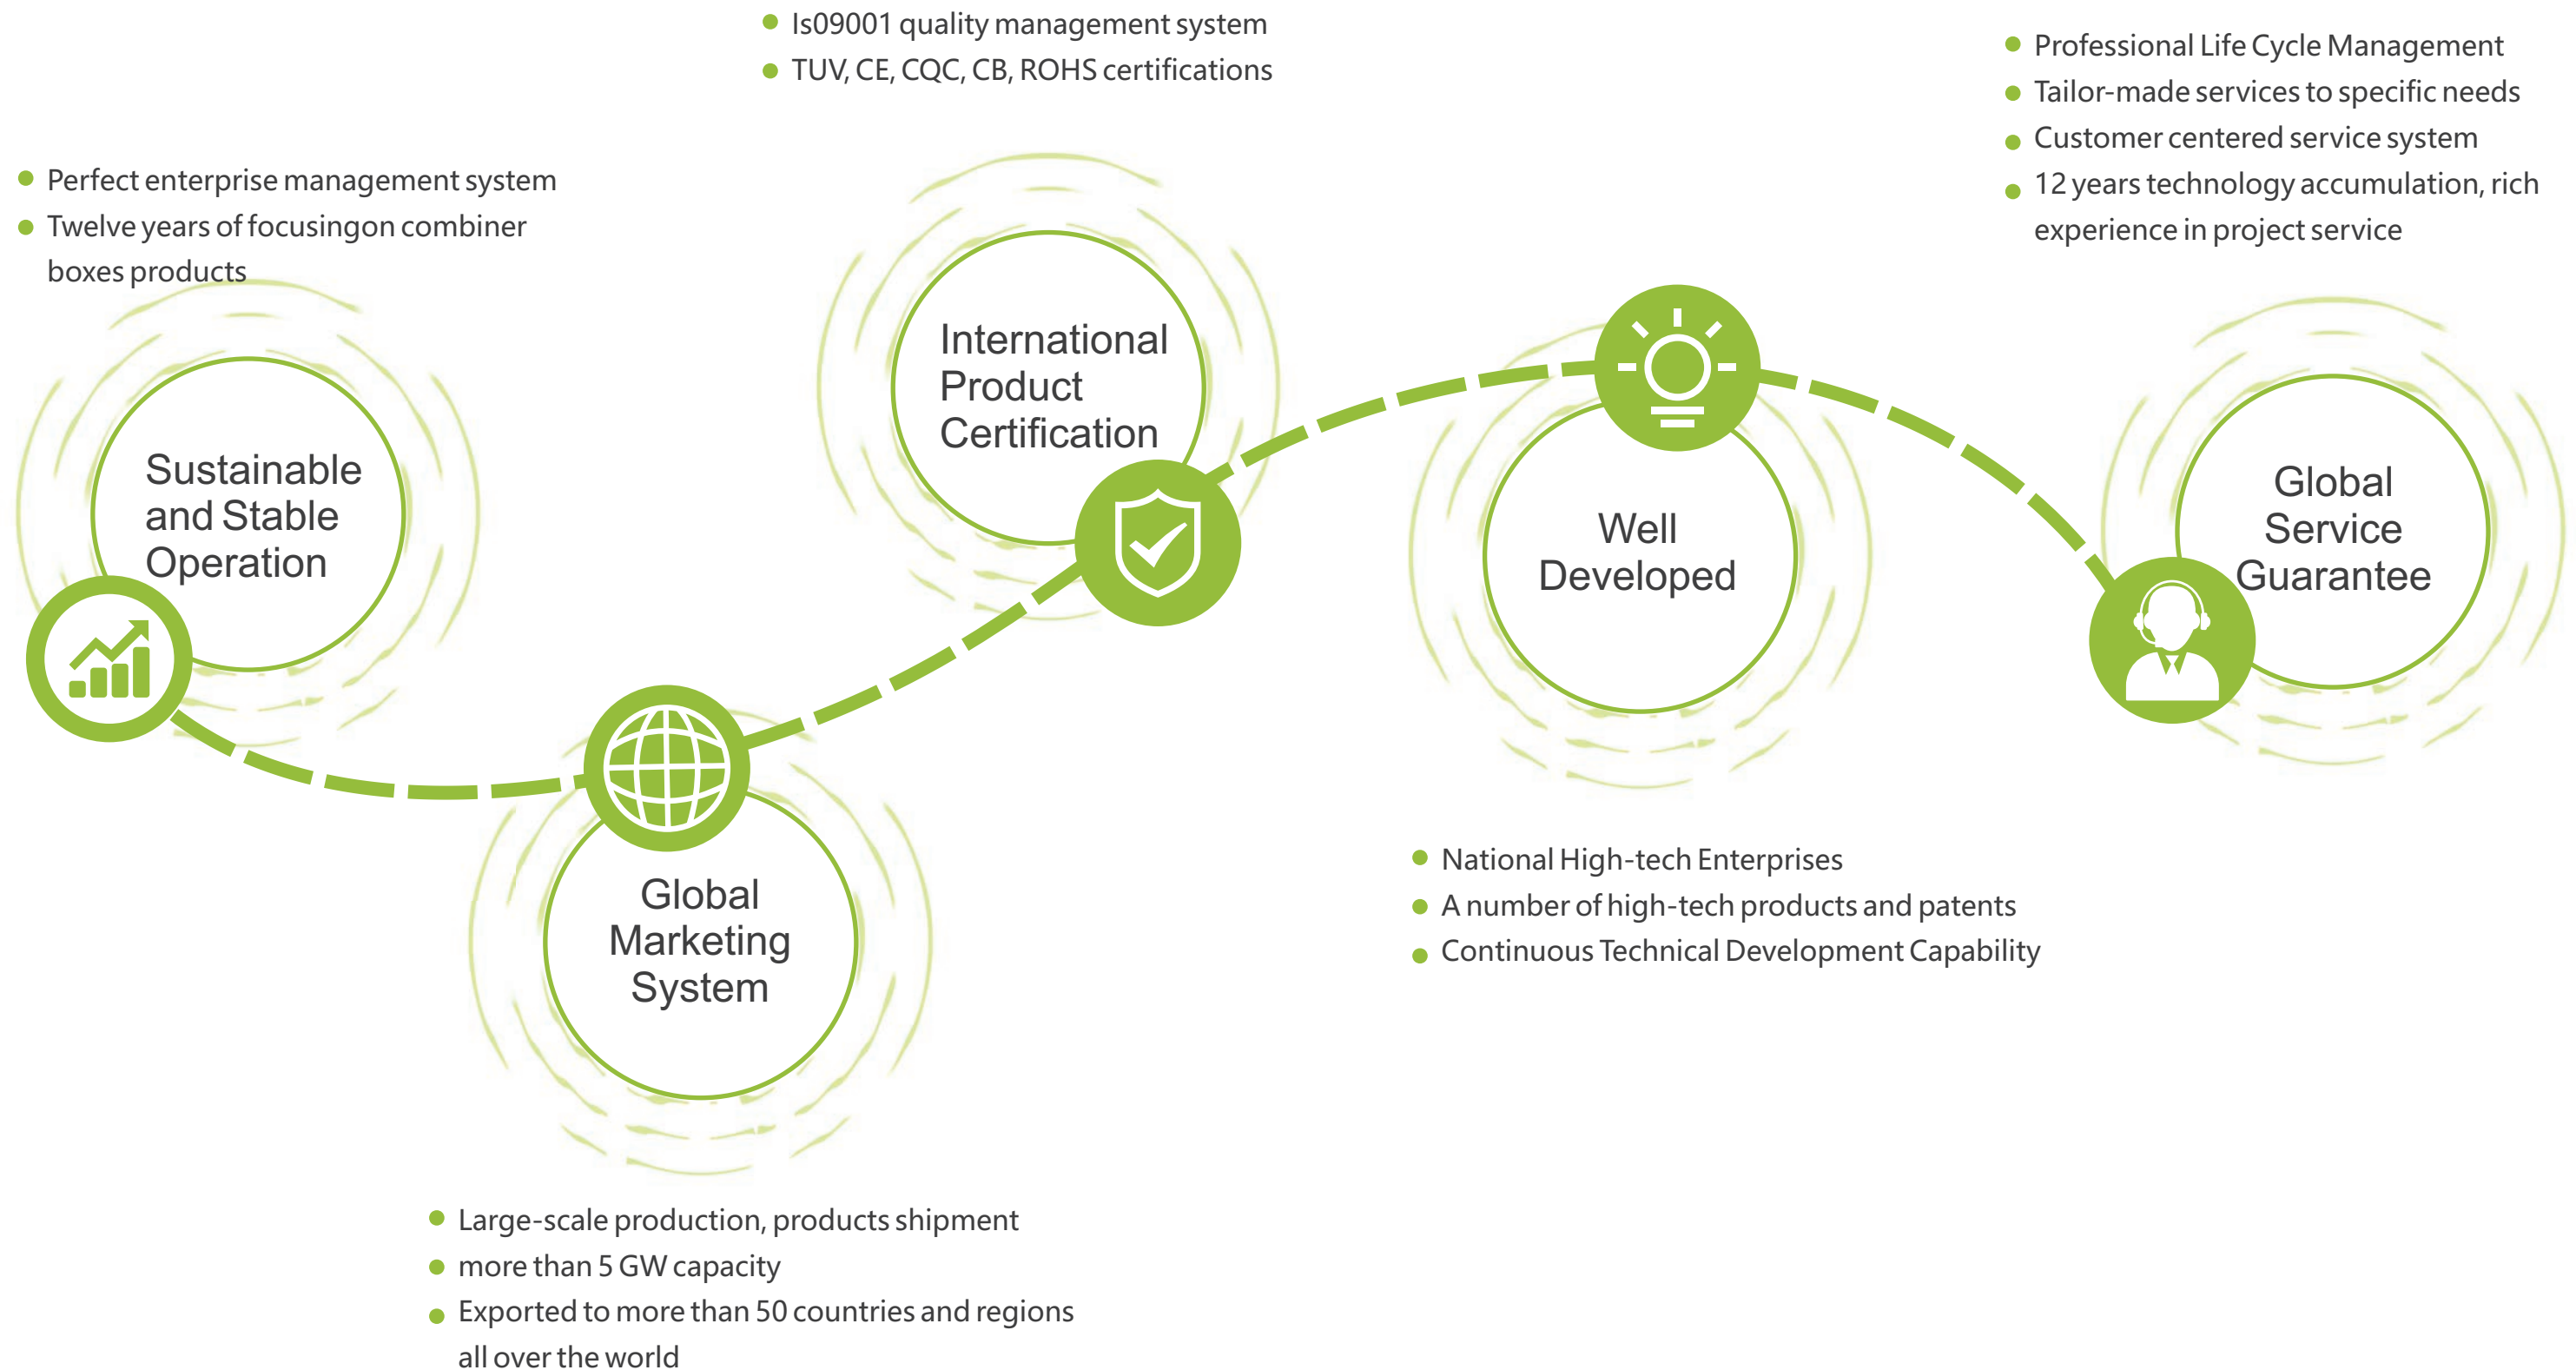 Perfect enterprise management system
Twelve years of focusingon combiner
boxes products
Sustainable
and Stable
Operation
Global
Marketing
System
Large-scale production, products shipment
more than 5 GW capacity
Exported to more than 50 countries and regions
all over the world
Is09001 quality management system
TUV, CE, CQC, CB, ROHS certifications
International
Product
Certification
Well
Developed
National High-tech Enterprises
A number of high-tech products and patents
Continuous Technical Development Capability
Professional Life Cycle Management
Tailor-made services to specific needs
Customer centered service system
12 years technology accumulation, rich
experience in project service
Global
Service
Guarantee